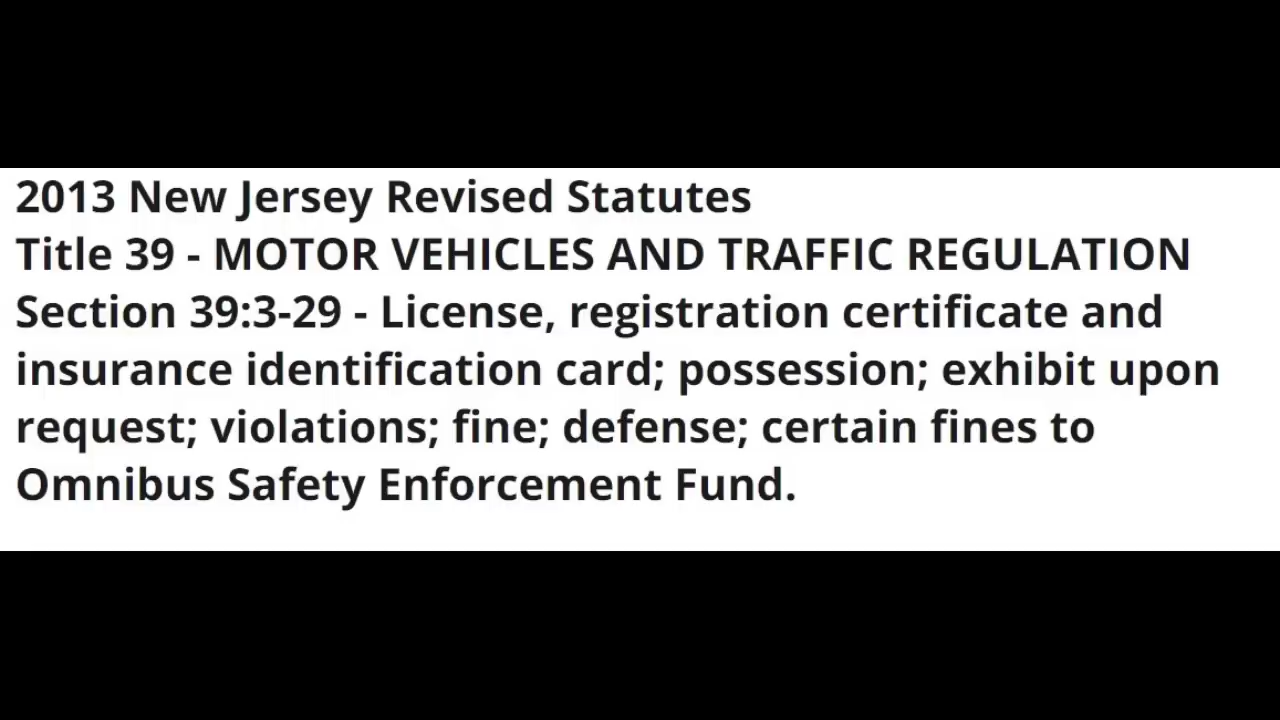 2013 New Jersey Revised Statutes
Title 39 - MOTOR VEHICLES AND TRAFFIC REGULATION
Section 39:3-29 - License, registration certificate and
insurance identification card; possession; exhibit upon
request; violations; fine; defense; certain fines to
Omnibus Safety Enforcement Fund.